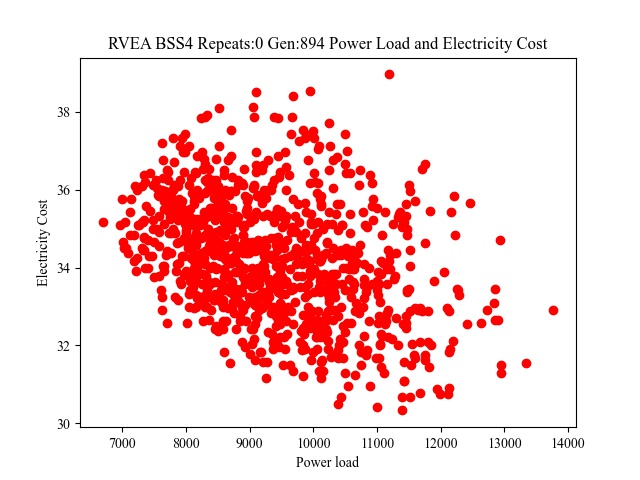 RVEA BSS4 Repeats:0 Gen:894 Power Load and Electricity Cost
38
36
34
32
30
Electricity Cost
7000 8000 9000 10000 11000 12000 13000 14000
Power load